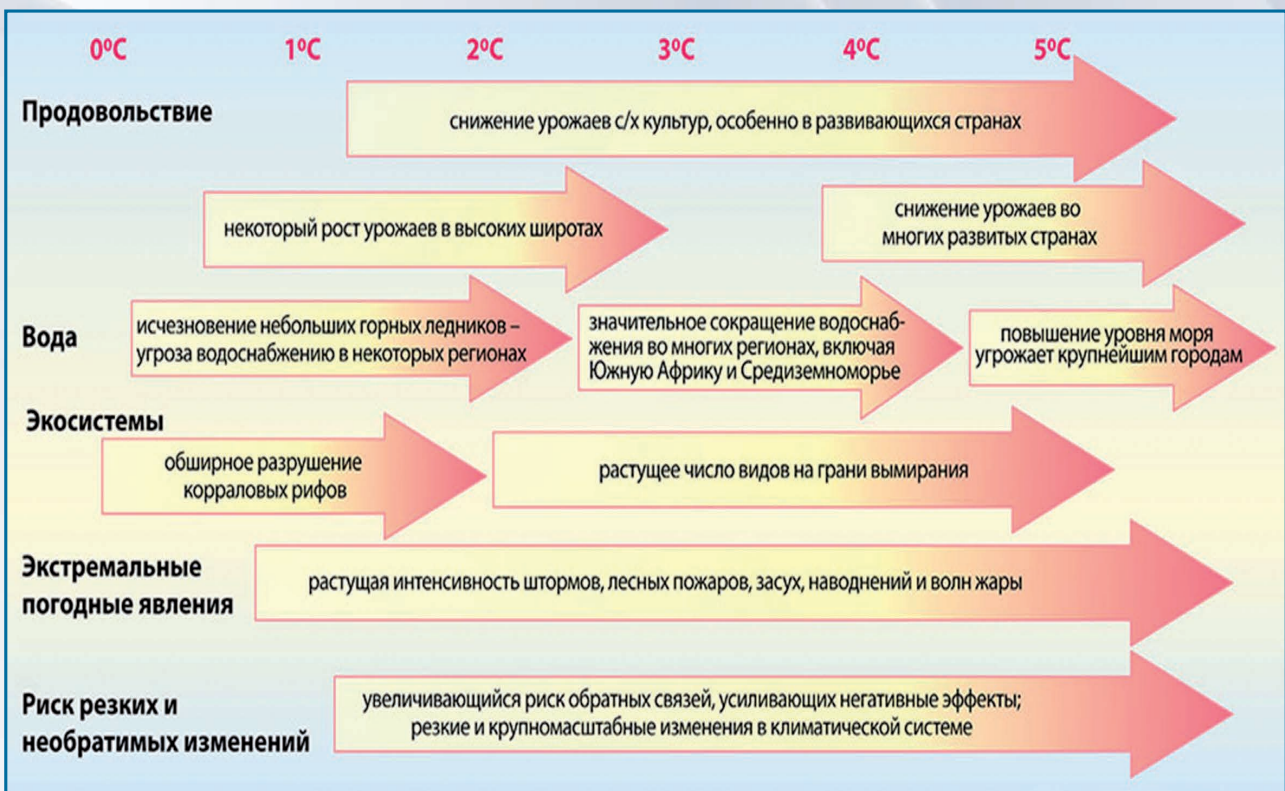 0ºC 1ºC 2ºC 3ºC 4ºC 5ºC
Продовольствие
снижение урожаев с/х культур, особенно в развивающихся странах
некоторый рост урожаев в высоких широтах
снижение урожаев во
многих развитых странах
Вода
исчезновение небольших горных ледников –
угроза водоснабжению в некоторых регионах
значительное сокращение водоснаб-
жения во многих регионах, включая
Южную Африку и Средиземноморье
повышение уровня моря
угрожает крупнейшим городам
Экосистемы
обширное разрушение
корраловых рифов
растущее число видов на грани вымирания
Экстремальные
погодные явления
растущая интенсивность штормов, лесных пожаров, засух, наводнений и волн жары
Риск резких и
необратимых изменений
увеличивающийся риск обратных связей, усиливающих негативные эффекты;
резкие и крупномасштабные изменения в климатической системе